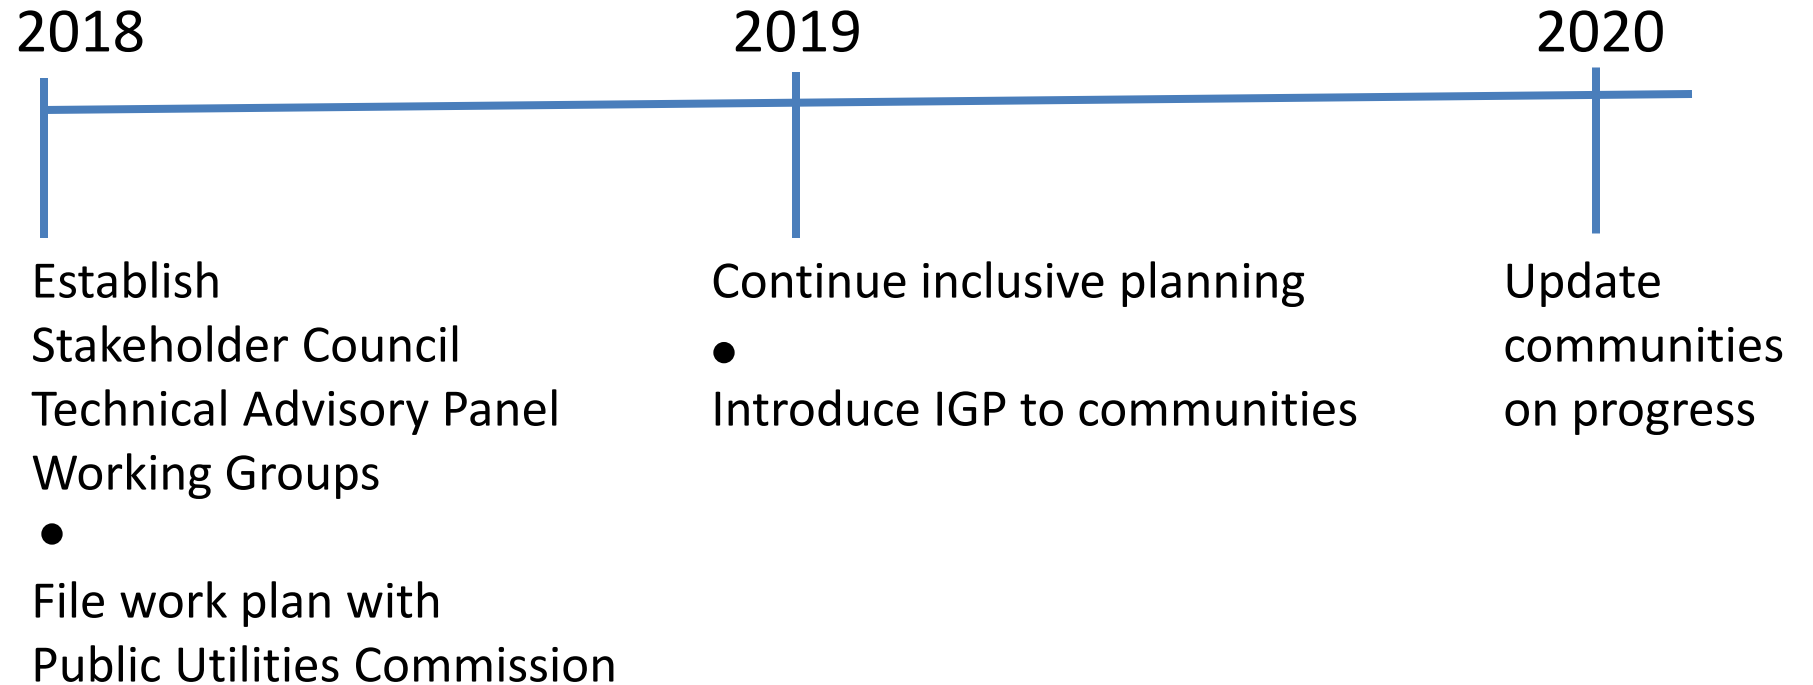 2018
2019
2020
Establish
Stakeholder Council
Technical Advisory Panel
Working Groups
●
File work plan with
Public Utilities Commission
Continue inclusive planning
●
Introduce IGP to communities
Update
communities
on progress